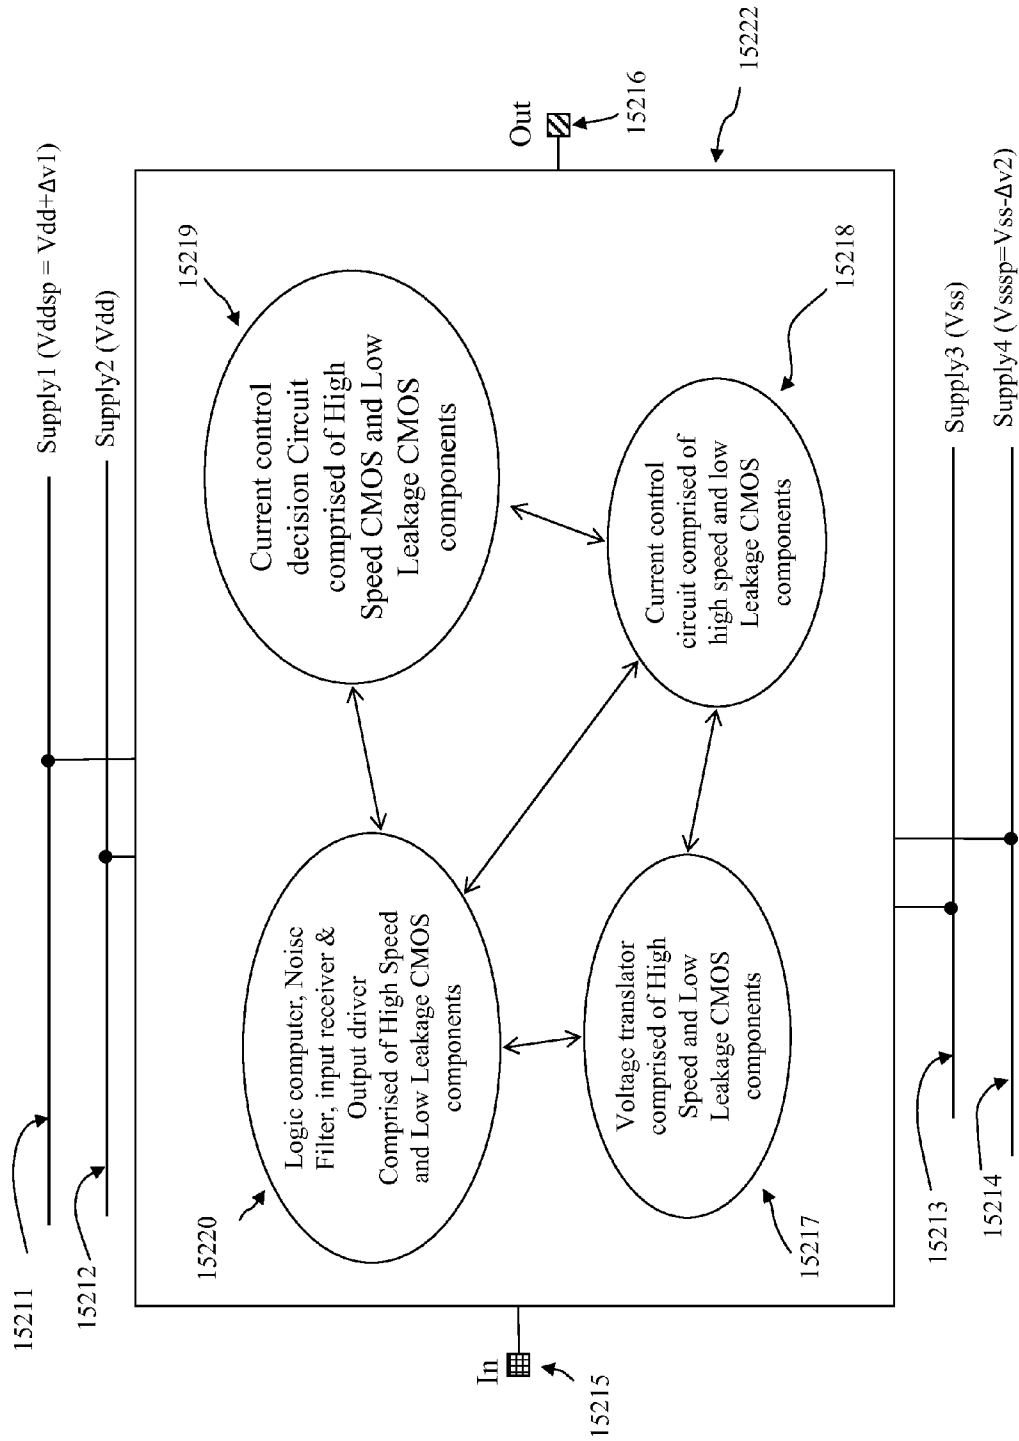 Supply1 (Vddsp = Vdd+Δv1)
Supply2 (Vdd)
15211
15212
15220
Logic computer, Noise
Filter, input receiver &
Output driver
Comprised of High Speed
and Low Leakage CMOS
components
15219
Current control
decision Circuit
comprised of High
Speed CMOS and Low
Leakage CMOS
components
In
15215
Out
15216
Voltage translator
comprised of High
Speed and Low
Leakage CMOS
components
15217
Current control
circuit comprised of
high speed and low
Leakage CMOS
components
15218
15222
15213
15214
Supply3 (Vss)
Supply4 (Vsssp=Vss-Δv2)